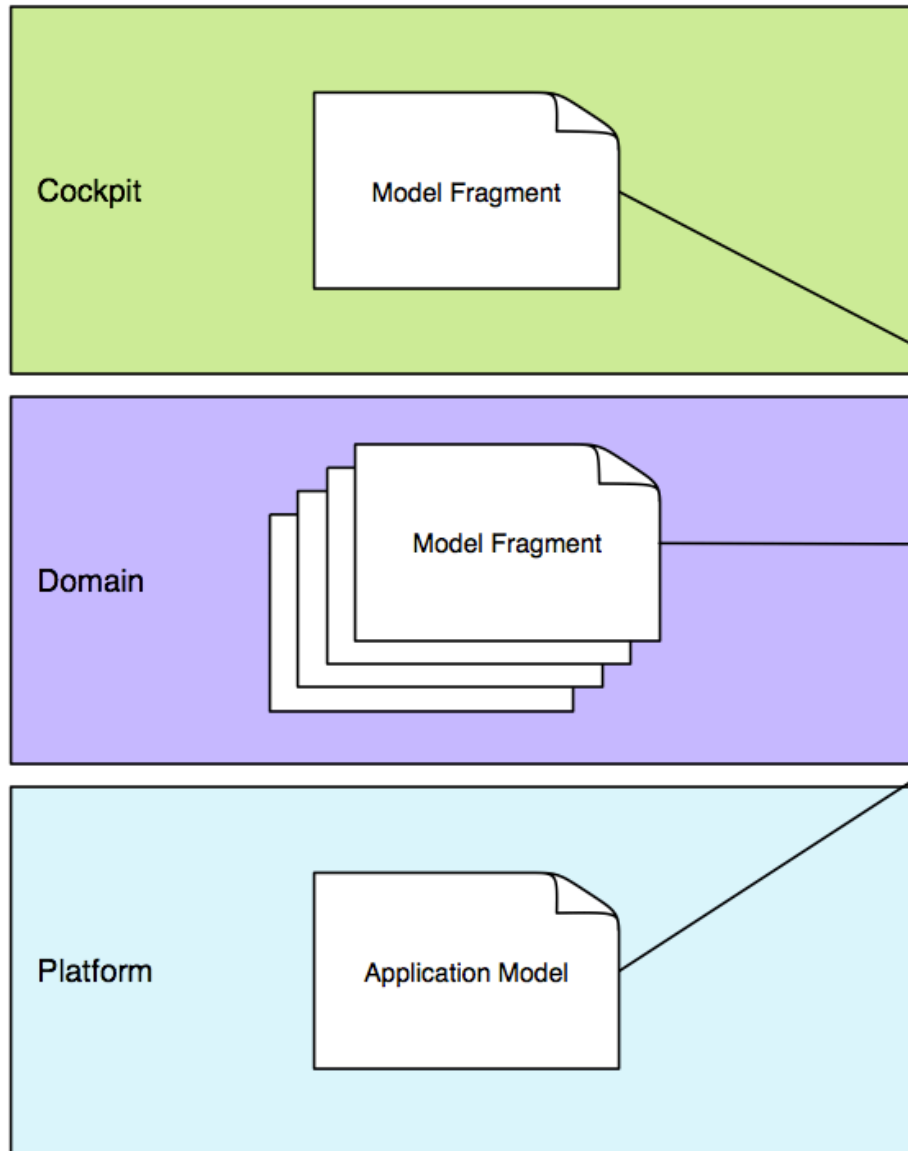 Cockpit
Model Fragment
Domain
Model Fragment
Platform
Application Model